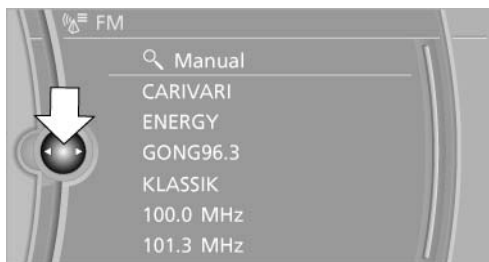 FM
Manual
CARIVARI
ENERGY
GONG96.3
KLASSIK
100.0 MHz
101.3 MHz